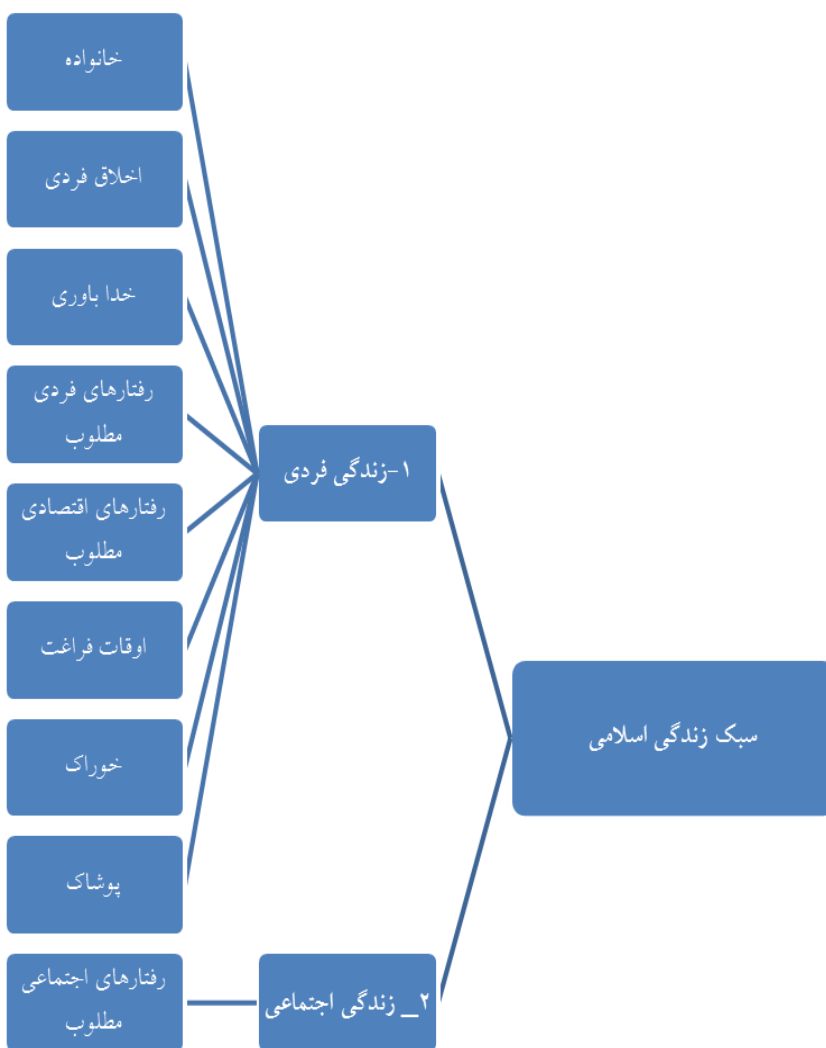 سبک زندگی اسلامی
۱-زندگی فردی
خانواده
اخلاق فردی
خدا باوری
رفتارهای فردی
مطلوب
رفتارهای اقتصادی
مطلوب
اوقات فراغت
خوراک
پوشاک
۲_ زندگی اجتماعی
رفتارهای اجتماعی
مطلوب